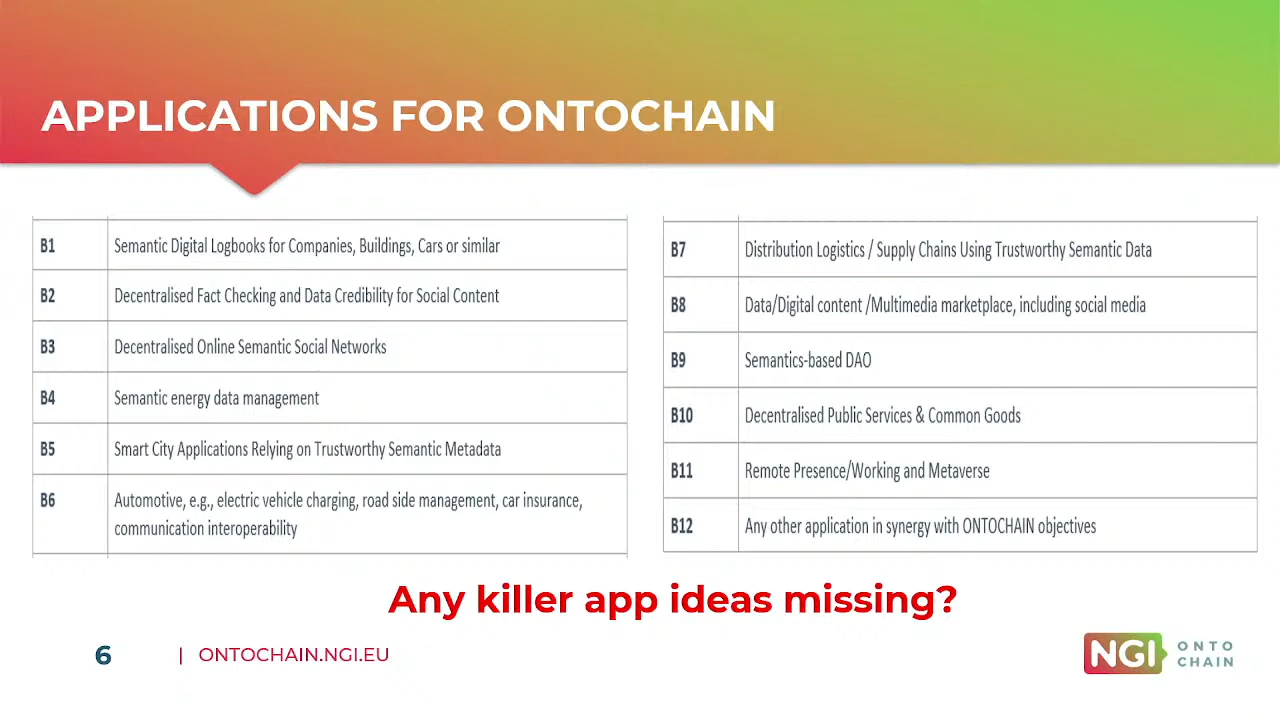 APPLICATIONS FOR ONTOCHAIN
B1 Semantic Digital Logbooks for Companies, Buildings, Cars or similar
B2 Decentralised Fact Checking and Data Credibility for Social Content
B3 Decentralised Online Semantic Social Networks
B4 Semantic energy data management
B5 Smart City Applications Relying on Trustworthy Semantic Metadata
B6 Automotive, e.g., electric vehicle charging, road side management, car insurance,
communication interoperability
B7 Distribution Logistics / Supply Chains Using Trustworthy Semantic Data
B8 Data/Digital content /Multimedia marketplace, including social media
B9 Semantics-based DAO
B10 Decentralised Public Services & Common Goods
B11 Remote Presence/Working and Metaverse
B12 Any other application in synergy with ONTOCHAIN objectives
Any killer app ideas missing?
6 | ONTOCHAIN.NGI.EU
NGI ONTO
CHAIN